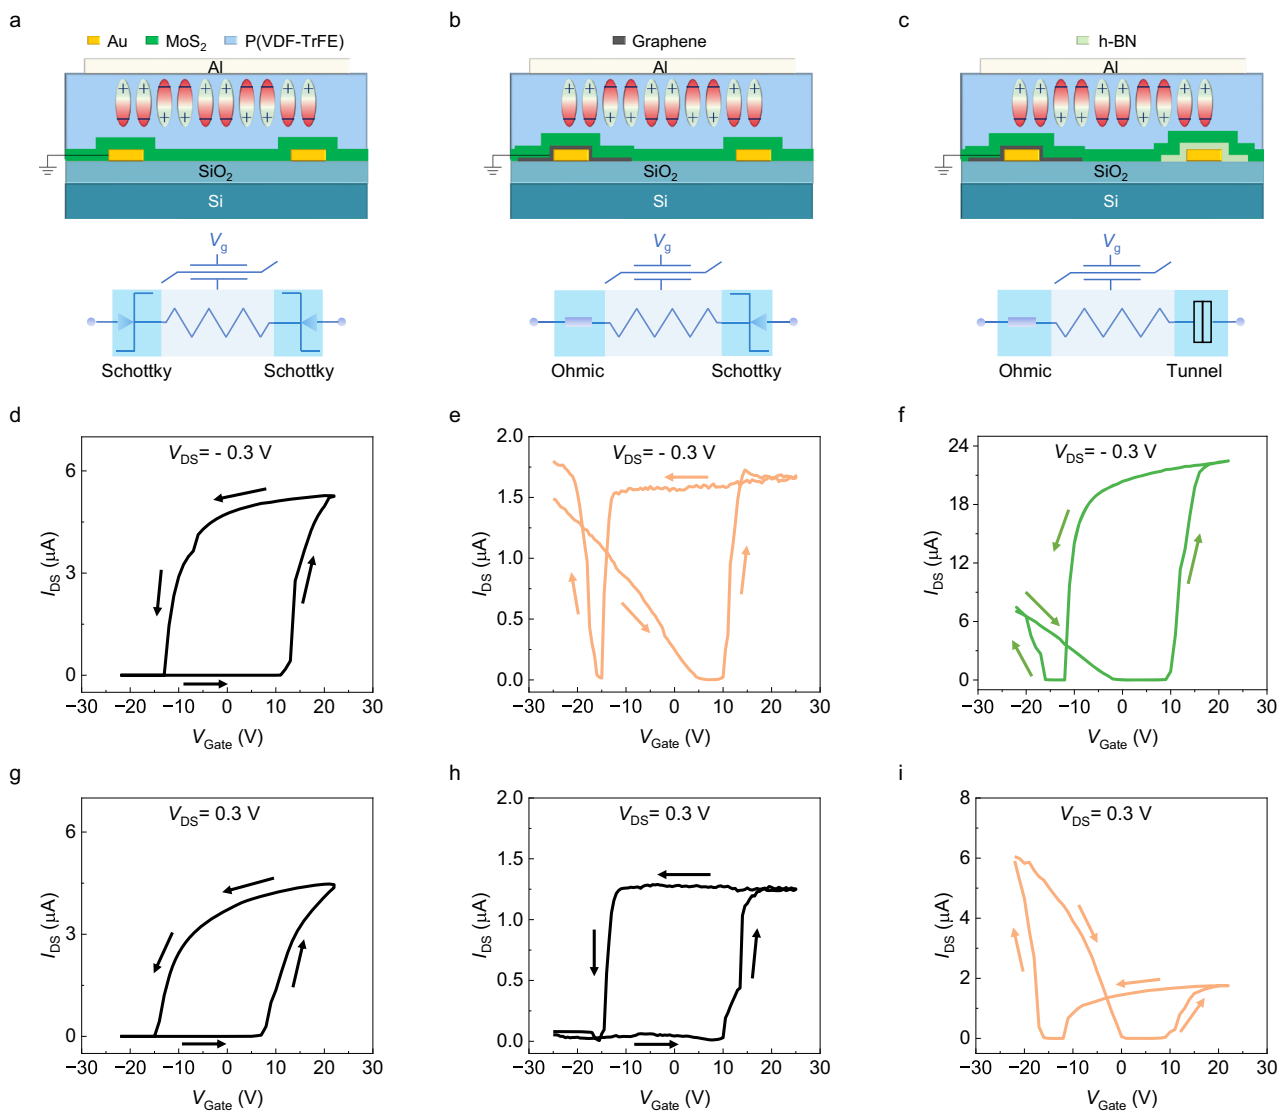 a
b
c
Au MoS₂ P(VDF-TrFE)
Graphene
h-BN
Al
Al
Al
+ + − − + + − − + +
+ + − − + + − − + +
+ + − − + + − − + +
− − + + − − + + − −
− − + + − − + + − −
− − + + − − + + − −
SiO₂
SiO₂
SiO₂
Si
Si
Si
Vg
Vg
Vg
Schottky Schottky
Ohmic Schottky
Ohmic Tunnel
d
VDS= - 0.3 V
6
3
0
IDS (μA)
−30 −20 −10 0 10 20 30
VGate (V)
e
VDS= - 0.3 V
2.0
1.5
1.0
0.5
0.0
IDS (μA)
−30 −20 −10 0 10 20 30
VGate (V)
f
VDS= - 0.3 V
24
18
12
6
0
IDS (μA)
−30 −20 −10 0 10 20 30
VGate (V)
g
VDS= 0.3 V
6
3
0
IDS (μA)
−30 −20 −10 0 10 20 30
VGate (V)
h
VDS= 0.3 V
2.0
1.5
1.0
0.5
0.0
IDS (μA)
−30 −20 −10 0 10 20 30
VGate (V)
i
VDS= 0.3 V
8
6
4
2
0
IDS (μA)
−30 −20 −10 0 10 20 30
VGate (V)